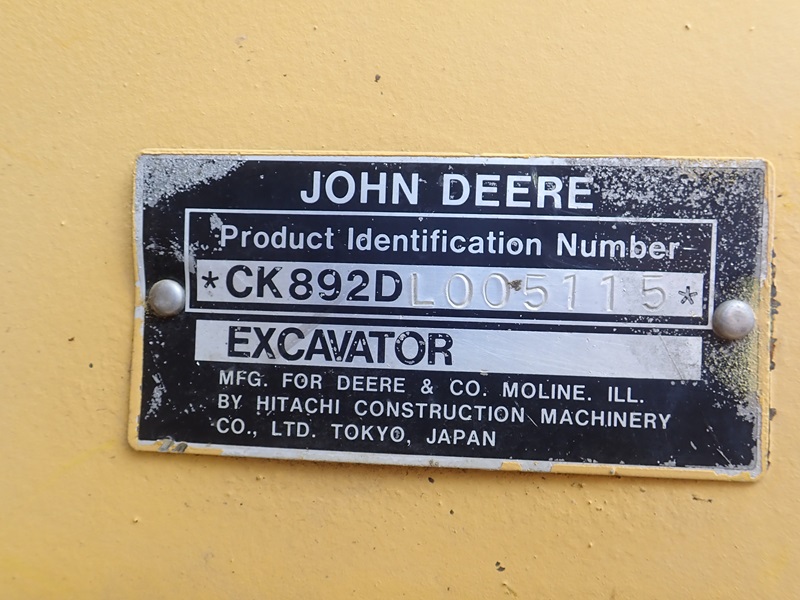 JOHN DEERE
Product Identification Number
*CK892DL005115*
EXCAVATOR
MFG. FOR DEERE & CO. MOLINE. ILL.
BY HITACHI CONSTRUCTION MACHINERY
CO., LTD. TOKYO, JAPAN